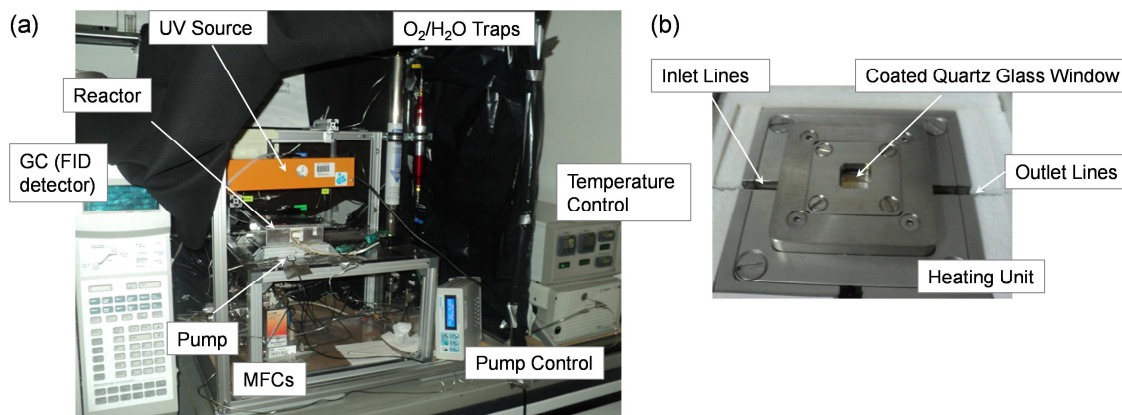 (a)
UV Source
O₂/H₂O Traps
Reactor
GC (FID
detector)
Temperature
Control
Pump
MFCs
Pump Control
(b)
Inlet Lines
Coated Quartz Glass Window
Outlet Lines
Heating Unit